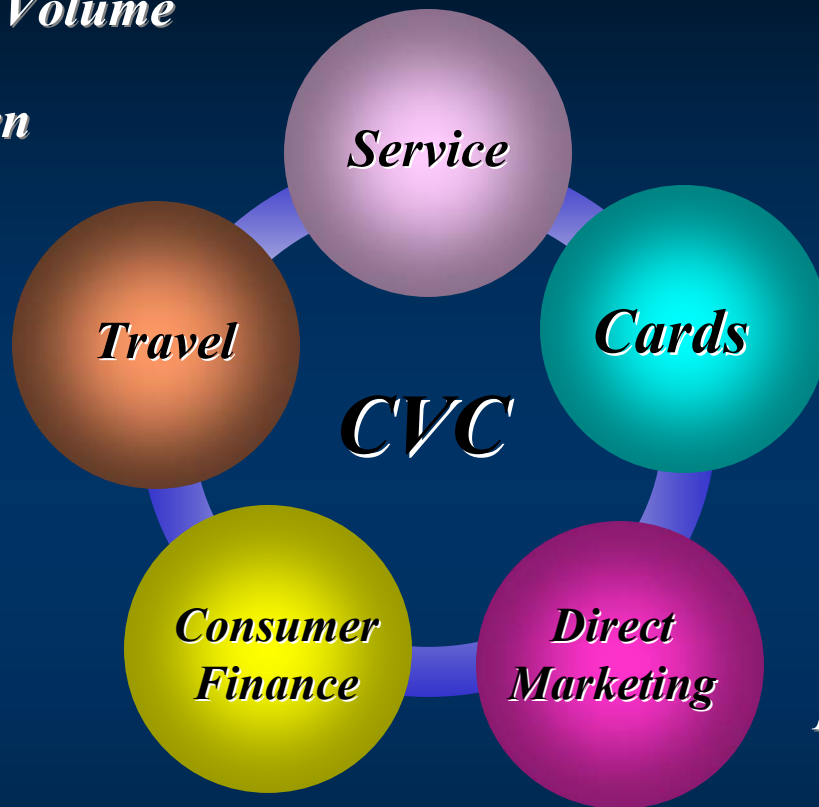 Volume
Service
Travel
Cards
CVC
Consumer
Finance
Direct
Marketing